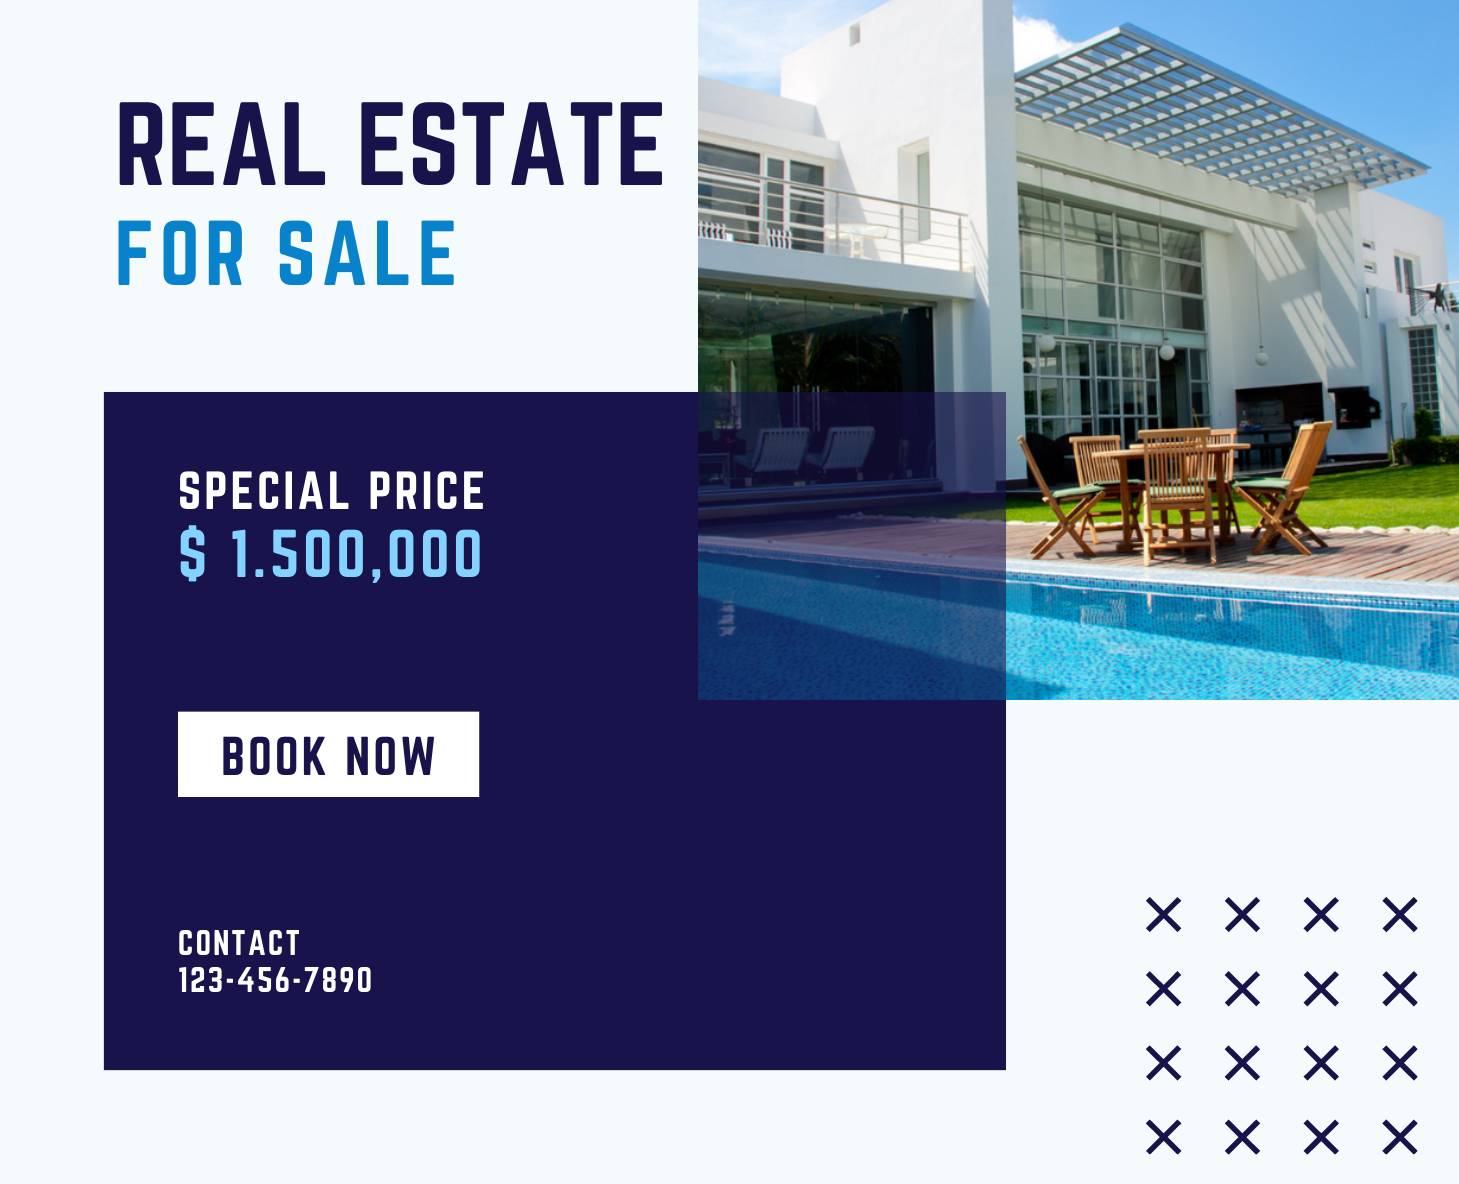 REAL ESTATE
FOR SALE
SPECIAL PRICE
$ 1.500,000
BOOK NOW
CONTACT
123-456-7890